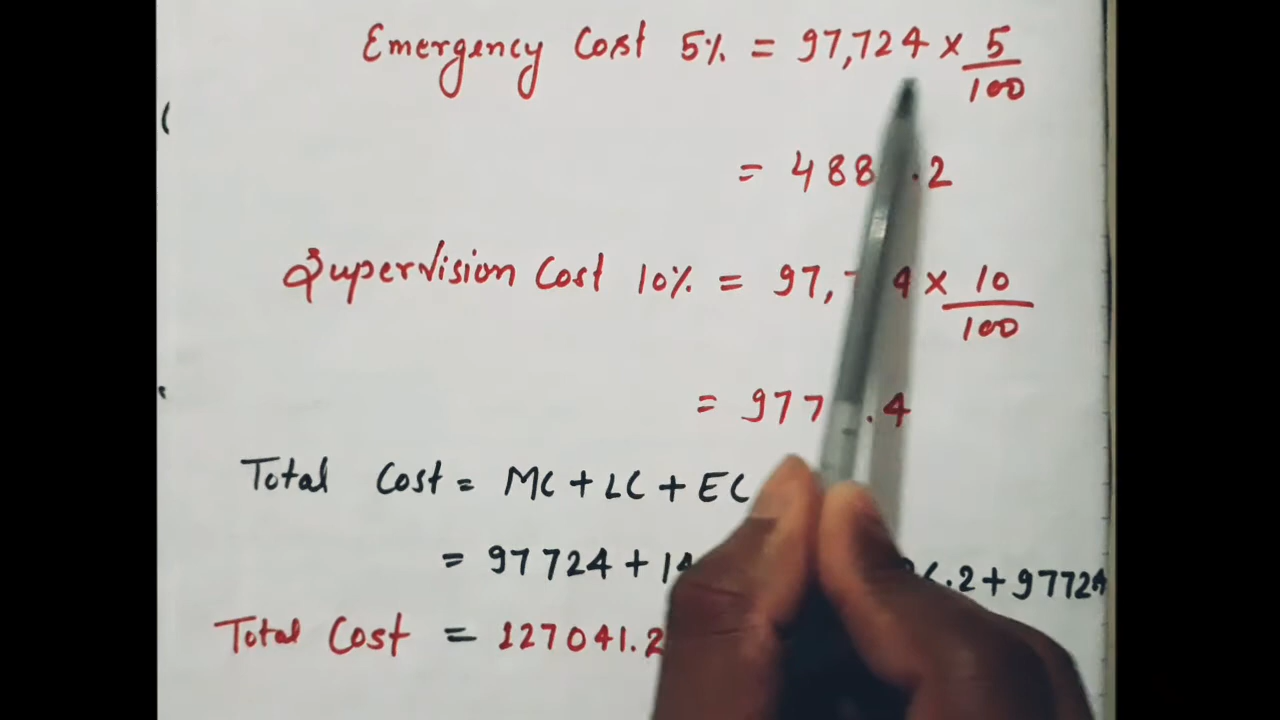 Emergency Cost 5% = 97,724 × 5/100
= 488 .2
Supervision Cost 10% = 97, 4 × 10/100
= 977 .4
Total Cost = MC + LC + EC
= 97724 + 14 .2 + 97724
Total Cost = 127041.2